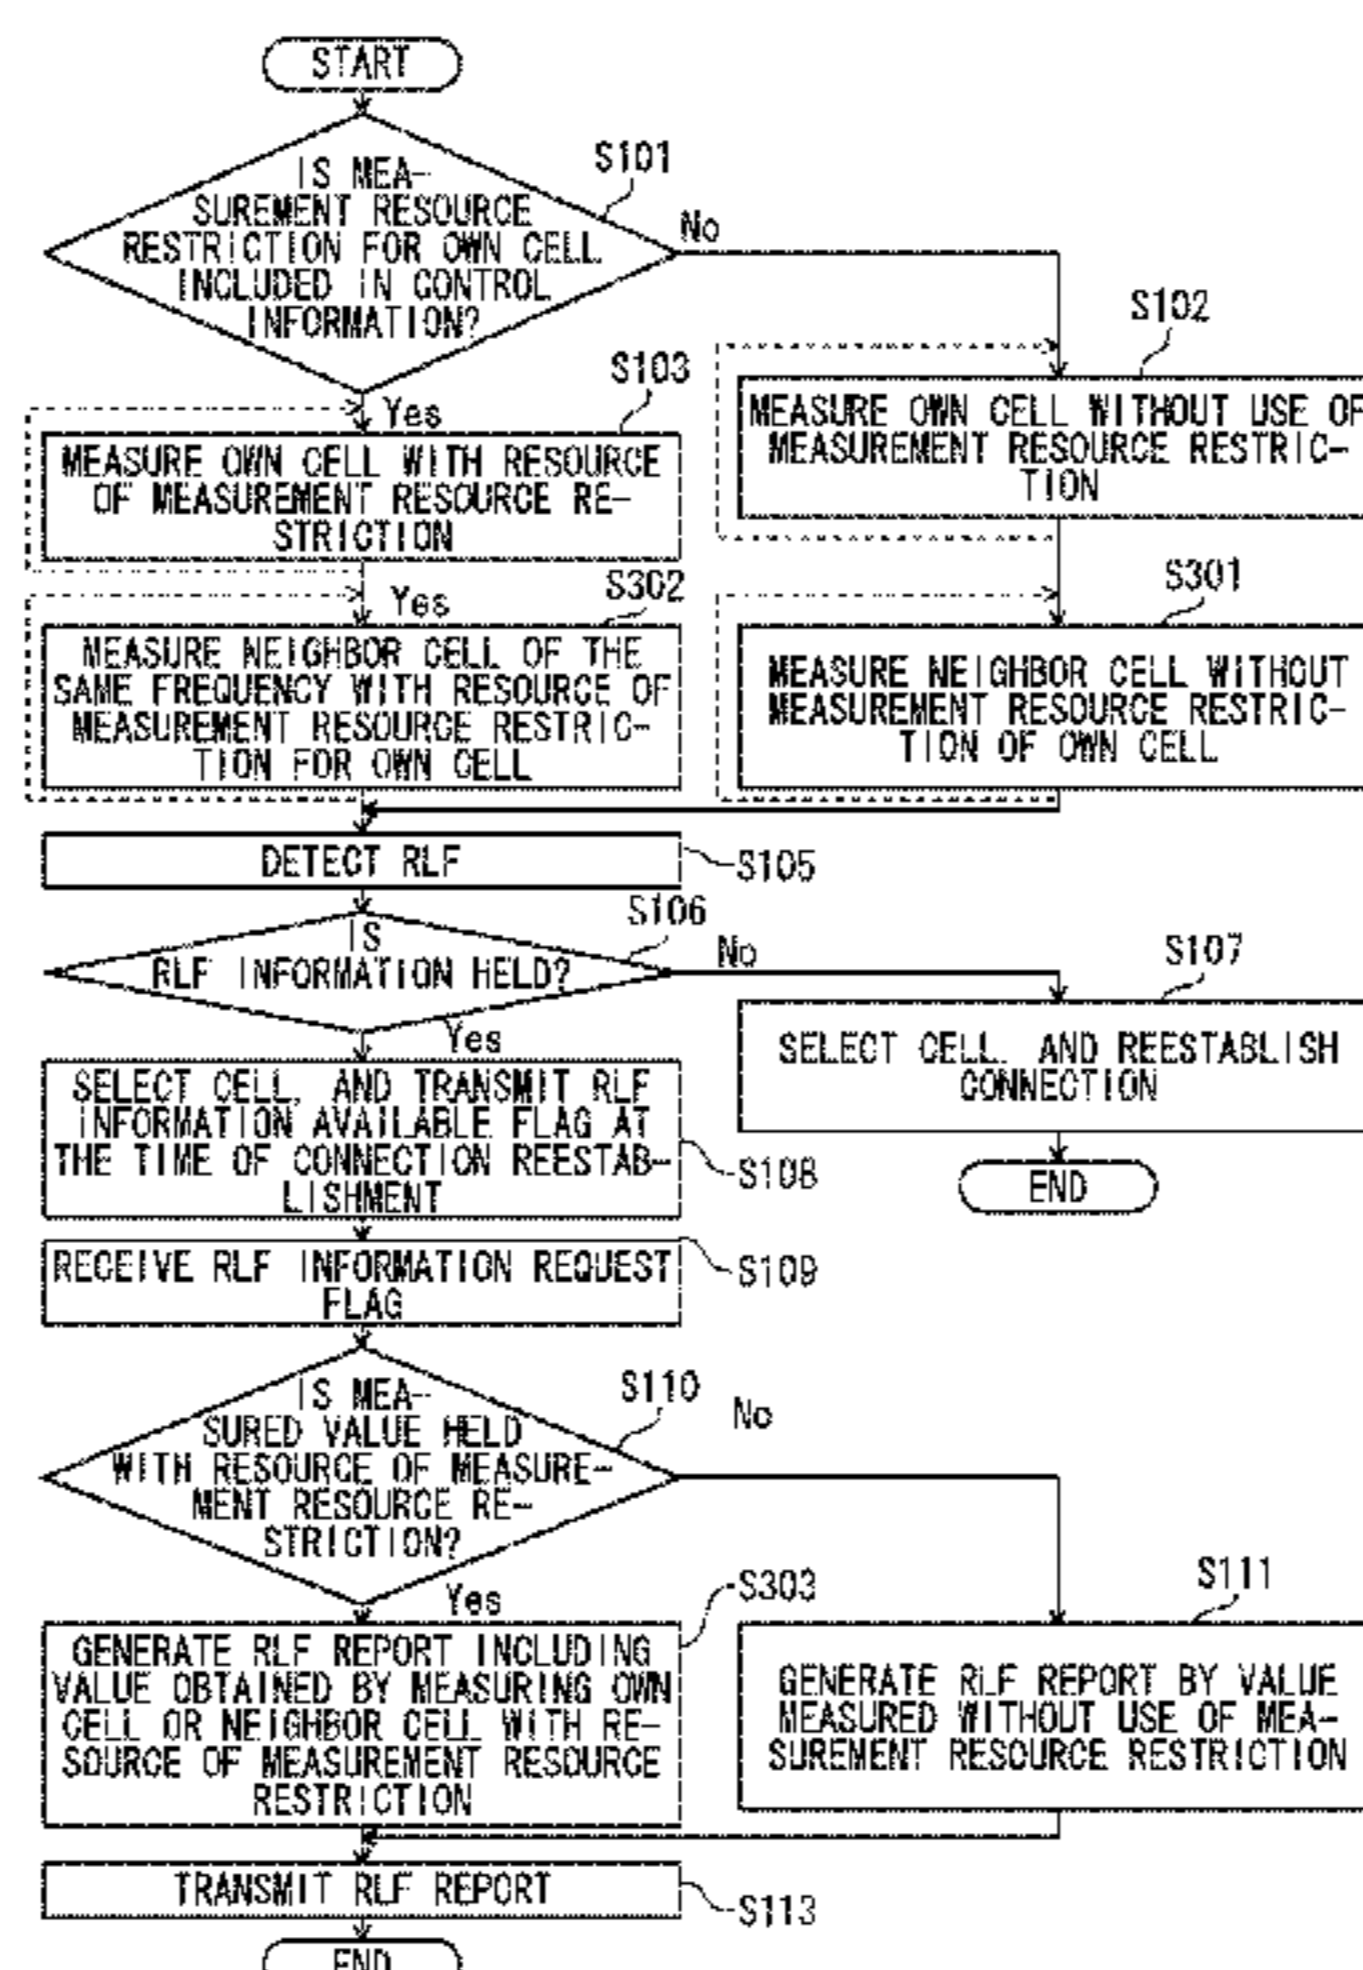 START
IS MEA-
SUREMENT RESOURCE
RESTRICTION FOR OWN CELL
INCLUDED IN CONTROL
INFORMATION?
S101
No
S102
MEASURE OWN CELL WITHOUT USE OF
MEASUREMENT RESOURCE RESTRIC-
TION
S103
Yes
MEASURE OWN CELL WITH RESOURCE
OF MEASUREMENT RESOURCE RE-
STRICTION
S302
Yes
MEASURE NEIGHBOR CELL OF THE
SAME FREQUENCY WITH RESOURCE OF
MEASUREMENT RESOURCE RESTRIC-
TION FOR OWN CELL
S301
MEASURE NEIGHBOR CELL WITHOUT
MEASUREMENT RESOURCE RESTRIC-
TION OF OWN CELL
DETECT RLF
S105
IS
RLF INFORMATION HELD?
S106
No
S107
SELECT CELL, AND REESTABLISH
CONNECTION
END
Yes
SELECT CELL, AND TRANSMIT RLF
INFORMATION AVAILABLE FLAG AT
THE TIME OF CONNECTION REESTAB-
LISHMENT
S108
RECEIVE RLF INFORMATION REQUEST
FLAG
S109
IS MEA-
SURED VALUE HELD
WITH RESOURCE OF MEASURE-
MENT RESOURCE RE-
STRICTION?
S110
No
Yes
S303
GENERATE RLF REPORT INCLUDING
VALUE OBTAINED BY MEASURING OWN
CELL OR NEIGHBOR CELL WITH RE-
SOURCE OF MEASUREMENT RESOURCE
RESTRICTION
S111
GENERATE RLF REPORT BY VALUE
MEASURED WITHOUT USE OF MEA-
SUREMENT RESOURCE RESTRICTION
TRANSMIT RLF REPORT
S113
END